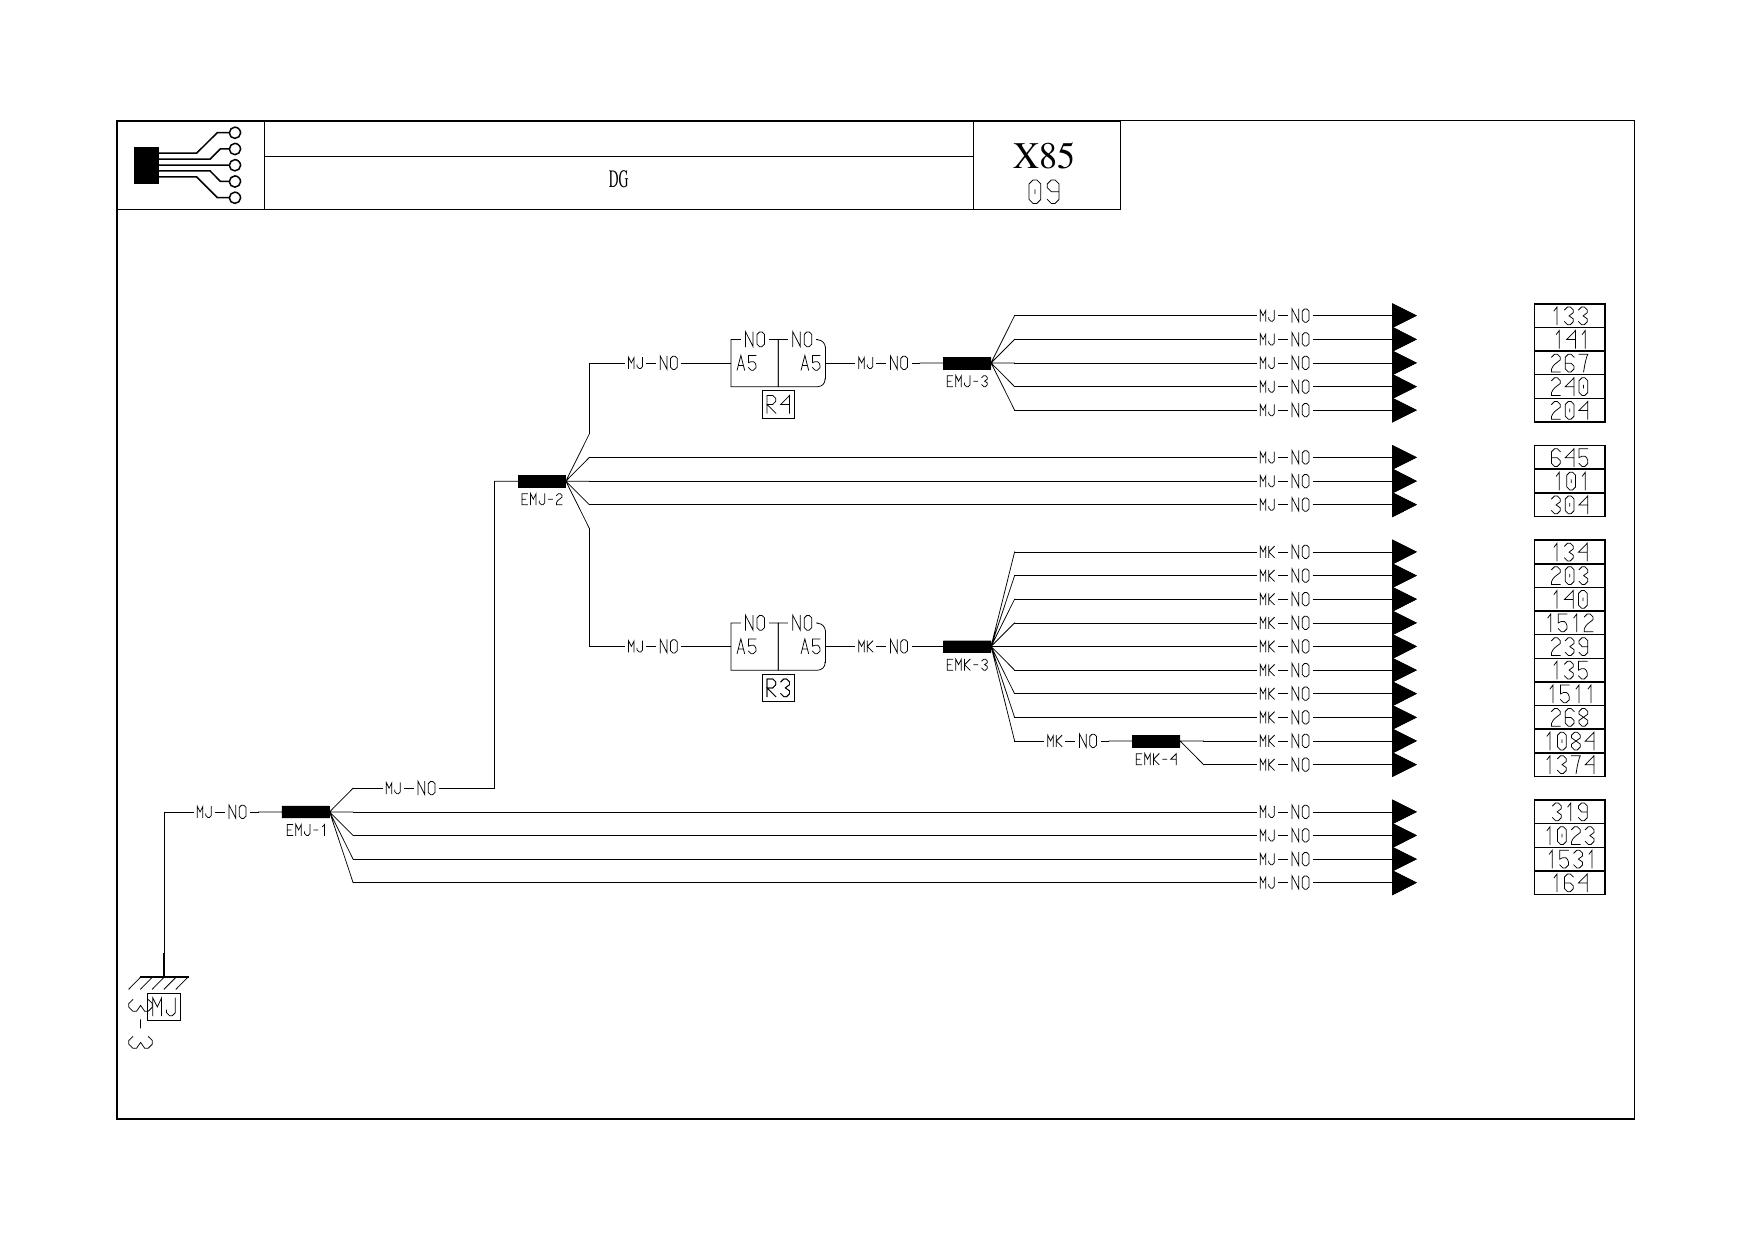 X85
DG
09
MJ-NO 133
NO NO MJ-NO 141
MJ-NO A5 A5 MJ-NO MJ-NO 267
EMJ-3 MJ-NO 240
R4 MJ-NO 204
MJ-NO 645
MJ-NO 101
EMJ-2 MJ-NO 304
MK-NO 134
MK-NO 203
MK-NO 140
NO NO MK-NO 1512
MJ-NO A5 A5 MK-NO MK-NO 239
EMK-3 MK-NO 135
R3 MK-NO 1511
MK-NO 268
MK-NO MK-NO 1084
EMK-4 MK-NO 1374
MJ-NO
MJ-NO MJ-NO 319
EMJ-1 MJ-NO 1023
MJ-NO 1531
MJ-NO 164
MJ
3-3